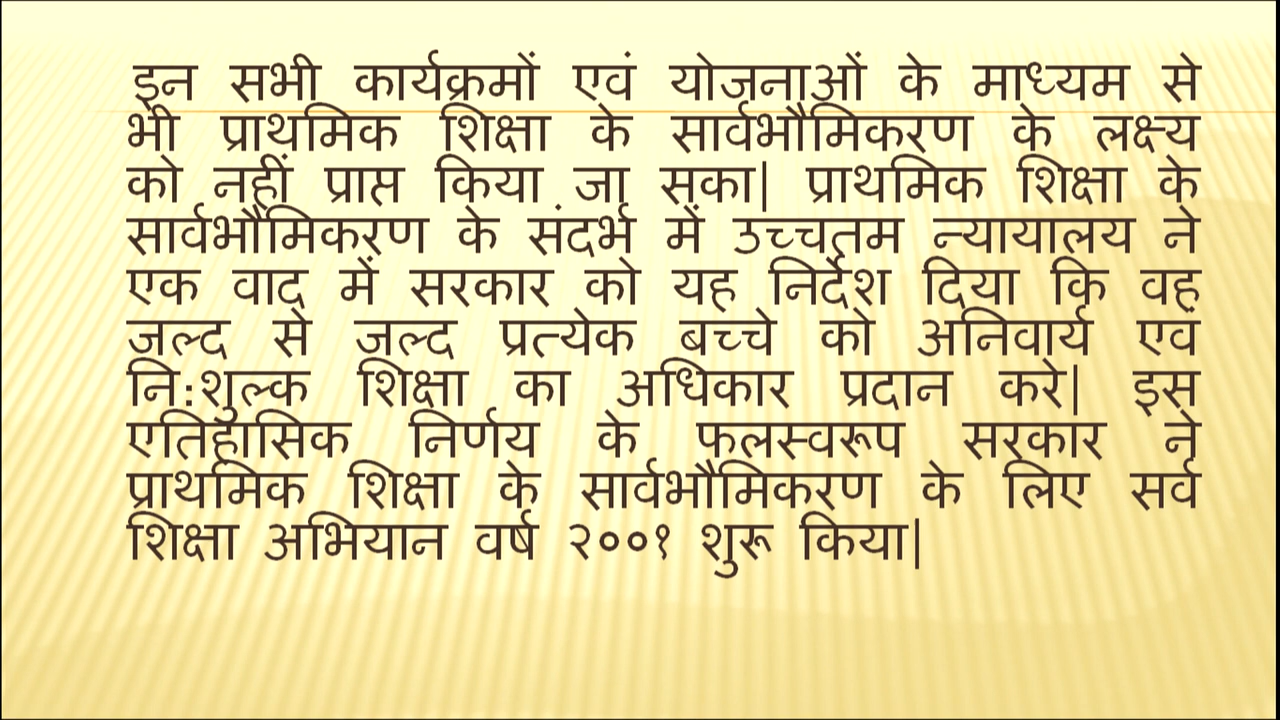 इन सभी कार्यक्रमों एवं योजनाओं के माध्यम से
भी प्राथमिक शिक्षा के सार्वभौमिकरण के लक्ष्य
को नहीं प्राप्त किया जा सका| प्राथमिक शिक्षा के
सार्वभौमिकरण के संदर्भ में उच्चतम न्यायालय ने
एक वाद में सरकार को यह निर्देश दिया कि वह
जल्द से जल्द प्रत्येक बच्चे को अनिवार्य एवं
नि:शुल्क शिक्षा का अधिकार प्रदान करे| इस
एतिहासिक निर्णय के फलस्वरूप सरकार ने
प्राथमिक शिक्षा के सार्वभौमिकरण के लिए सर्व
शिक्षा अभियान वर्ष २००१ शुरू किया|